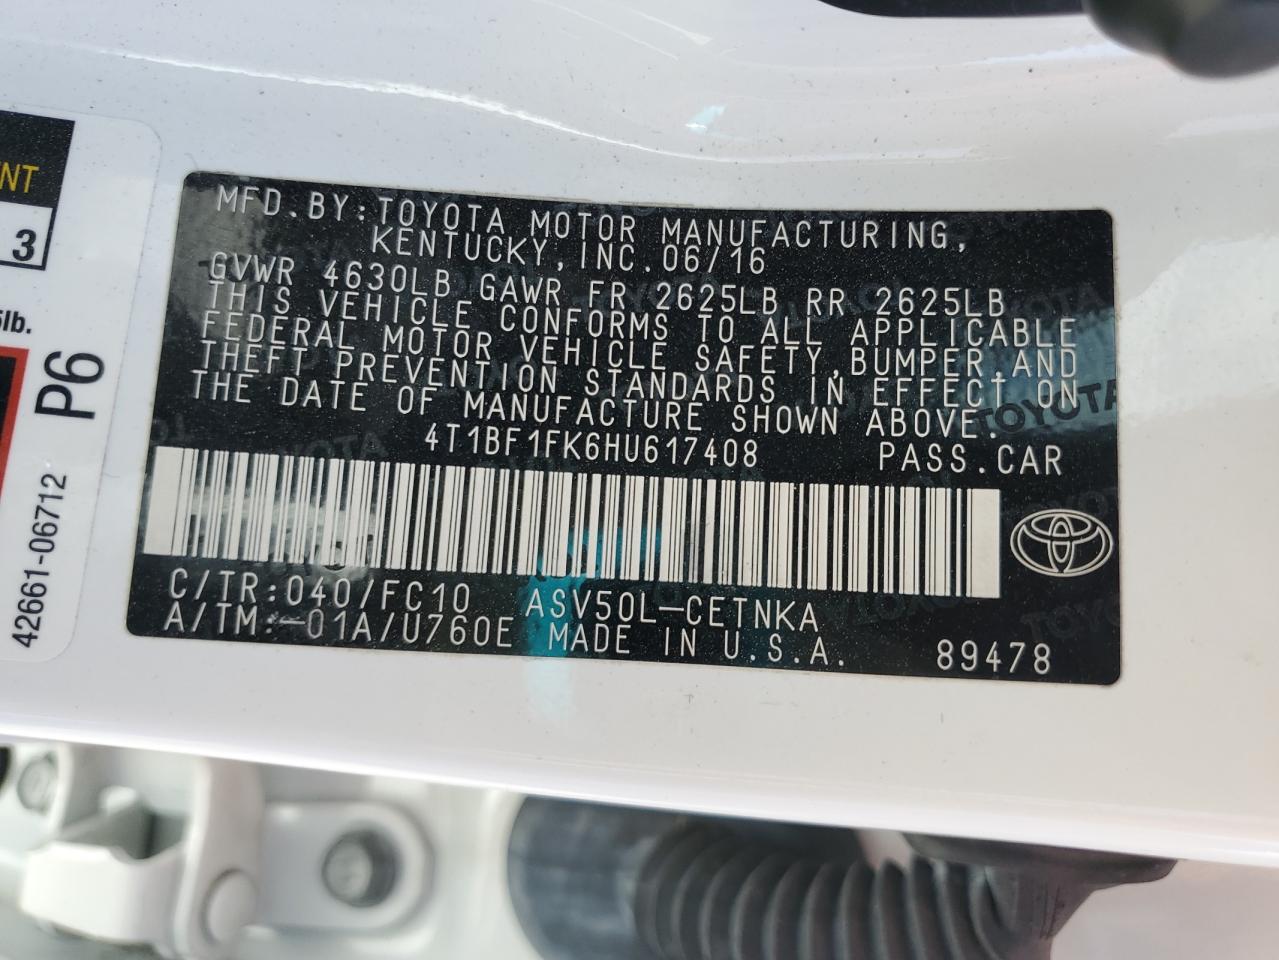 MFD.BY:TOYOTA MOTOR MANUFACTURING,
KENTUCKY,INC.06/16
GVWR 4630LB GAWR FR 2625LB RR 2625LB
THIS VEHICLE CONFORMS TO ALL APPLICABLE
FEDERAL MOTOR VEHICLE SAFETY,BUMPER,AND
THEFT PREVENTION STANDARDS IN EFFECT ON
THE DATE OF MANUFACTURE SHOWN ABOVE.
4T1BF1FK6HU617408 PASS.CAR
C/TR:040/FC10 ASV50L-CETNKA
A/TM:-01A/U760E MADE IN U.S.A. 89478
NT
3
lb.
P6
42661-06712